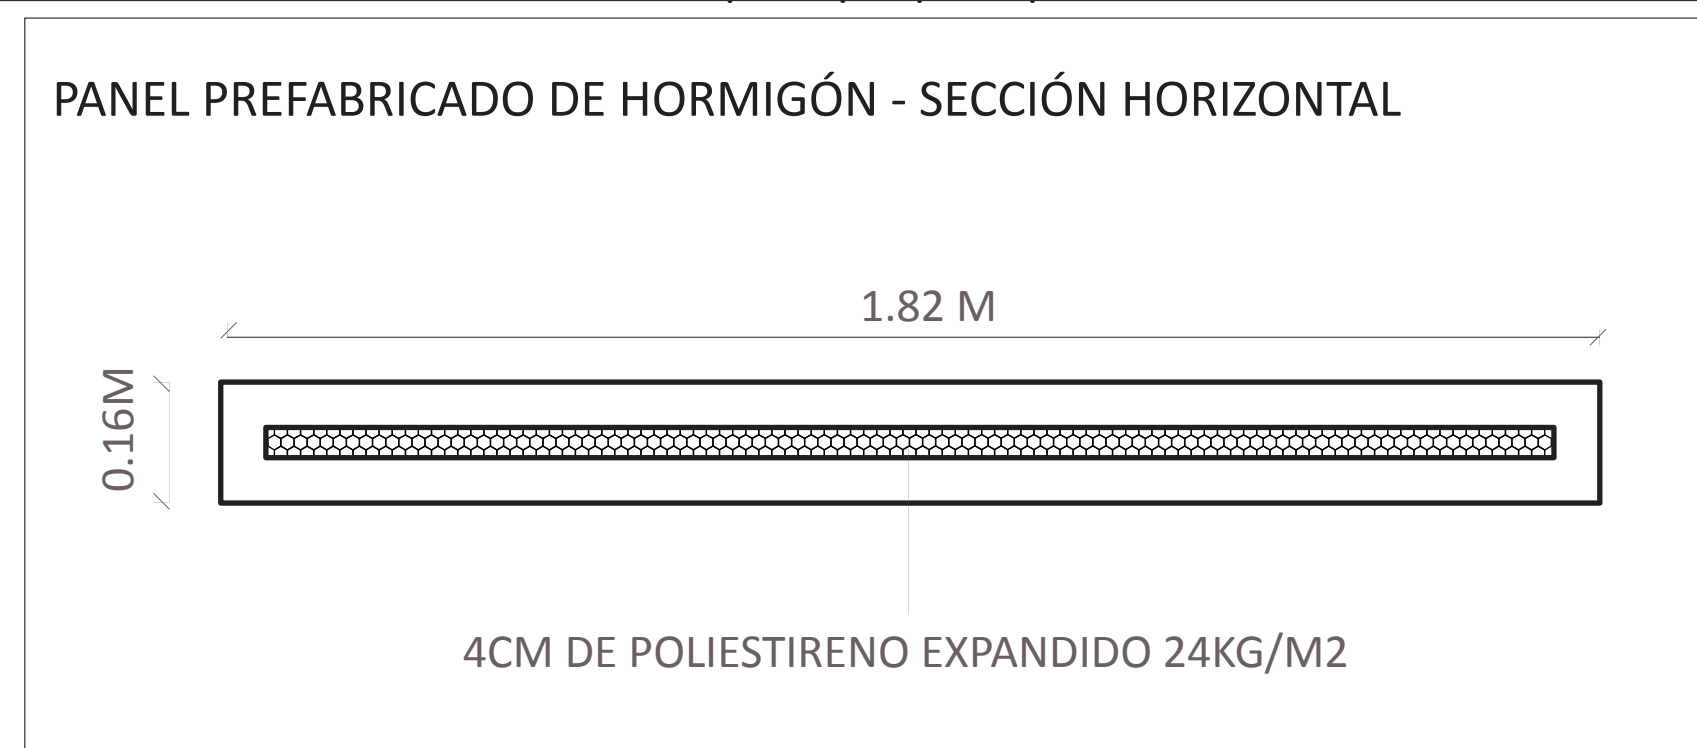 PANEL PREFABRICADO DE HORMIGÓN - SECCIÓN HORIZONTAL
1.82 M
0.16M
4CM DE POLIESTIRENO EXPANDIDO 24KG/M2